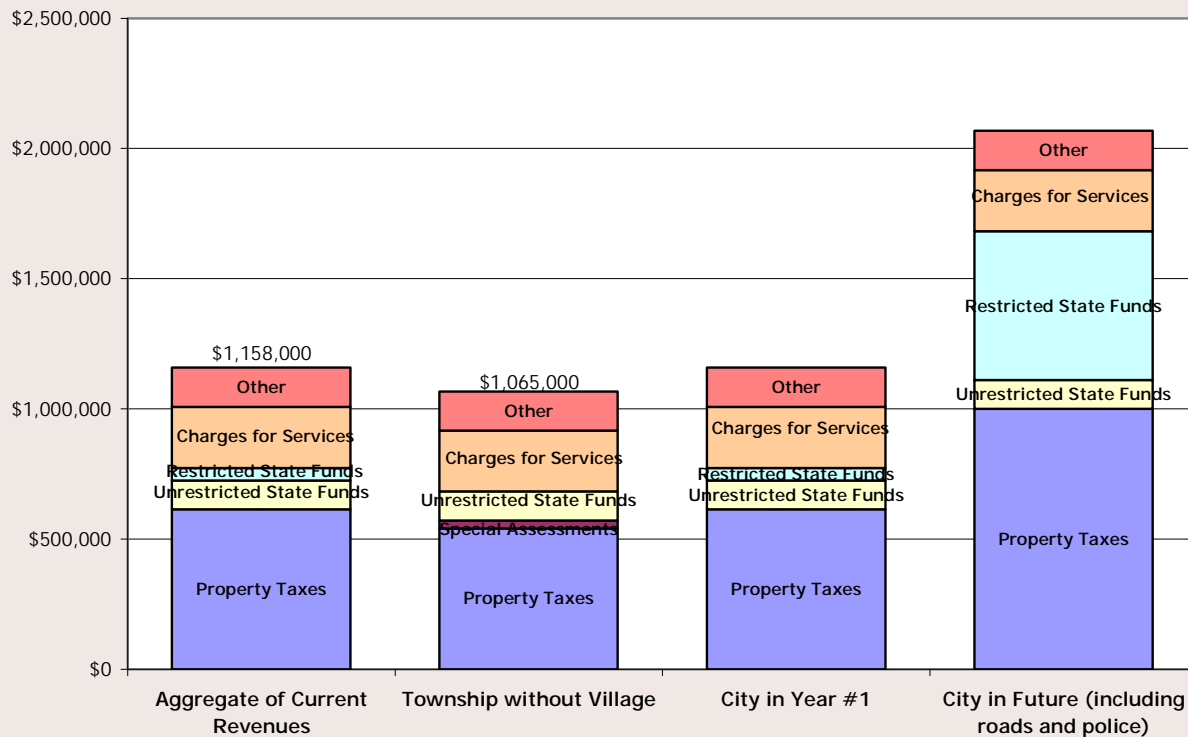 $2,500,000
$2,000,000
$1,500,000
$1,000,000
$500,000
$0
$1,158,000
Other
Charges for Services
Restricted State Funds
Unrestricted State Funds
Property Taxes
$1,065,000
Other
Charges for Services
Unrestricted State Funds
Special Assessments
Property Taxes
Other
Charges for Services
Restricted State Funds
Unrestricted State Funds
Property Taxes
Other
Charges for Services
Restricted State Funds
Unrestricted State Funds
Property Taxes
Aggregate of Current
Revenues
Township without Village
City in Year #1
City in Future (including
roads and police)